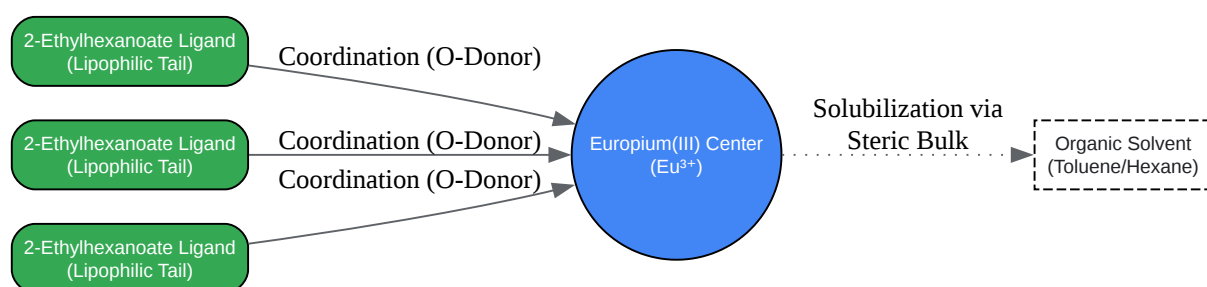 2-Ethylhexanoate Ligand
(Lipophilic Tail)
Coordination (O-Donor)
2-Ethylhexanoate Ligand
(Lipophilic Tail)
Coordination (O-Donor)
2-Ethylhexanoate Ligand
(Lipophilic Tail)
Coordination (O-Donor)
Europium(III) Center
(Eu³⁺)
Solubilization via
Steric Bulk
Organic Solvent
(Toluene/Hexane)